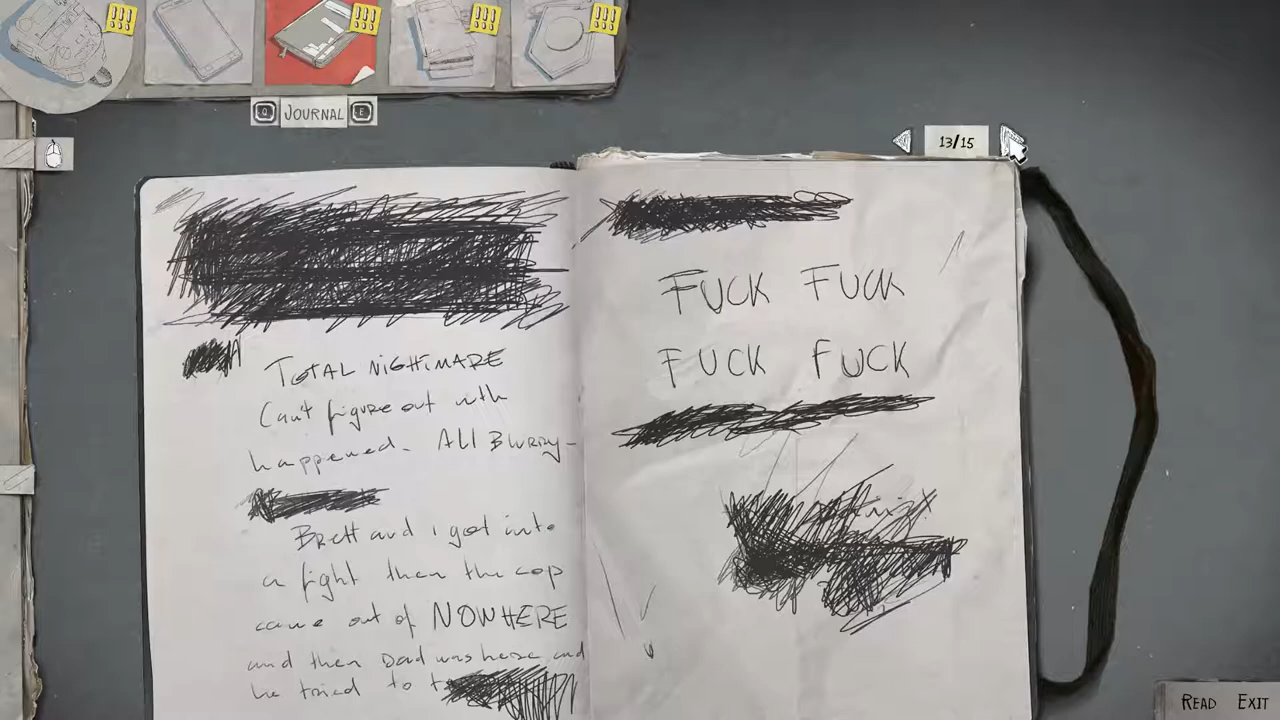 Q JOURNAL E
13/15
TOTAL NIGHTMARE
Can't figure out wth
happened. All Blurry-
Brett and i got into
a fight then the cop
came out of NOWHERE
and then Dad was here and
he tried to t
FUCK FUCK
FUCK FUCK
READ EXIT